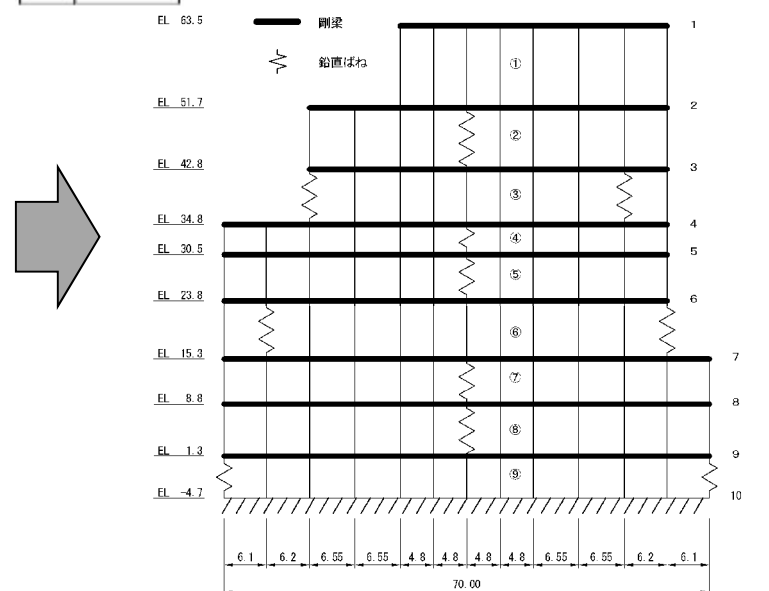 EL 63.5 剛梁 1
鉛直ばね
①
EL 51.7 2
②
EL 42.8 3
③
EL 34.8 4
④
EL 30.5 5
⑤
EL 23.8 6
⑥
EL 15.3 7
⑦
EL 8.8 8
⑧
EL 1.3 9
⑨
EL -4.7 10
6.1 6.2 6.55 6.55 4.8 4.8 4.8 4.8 6.55 6.55 6.2 6.1
70.00